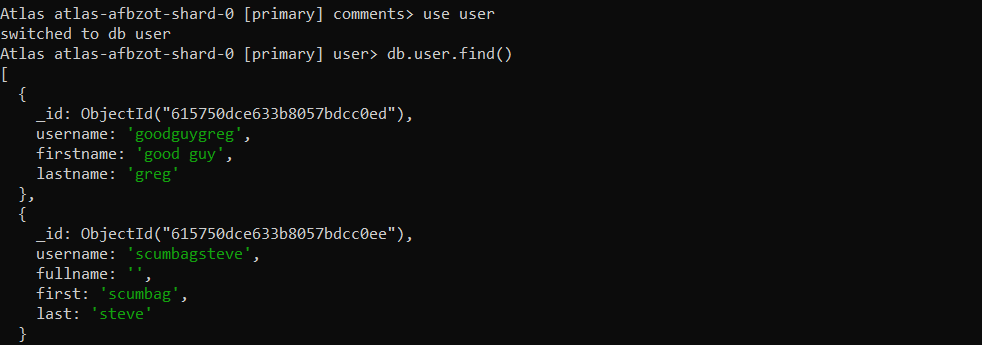 Atlas atlas-afbzot-shard-0 [primary] comments> use user
switched to db user
Atlas atlas-afbzot-shard-0 [primary] user> db.user.find()
[
  {
    _id: ObjectId("615750dce633b8057bdcc0ed"),
    username: 'goodguygreg',
    firstname: 'good guy',
    lastname: 'greg'
  },
  {
    _id: ObjectId("615750dce633b8057bdcc0ee"),
    username: 'scumbagsteve',
    fullname: '',
    first: 'scumbag',
    last: 'steve'
  }